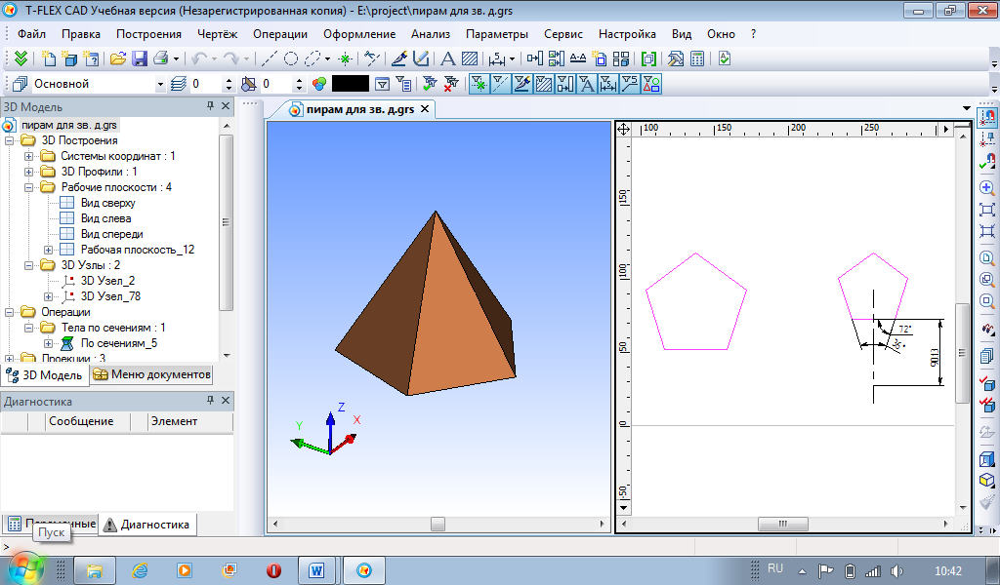 T-FLEX CAD Учебная версия (Незарегистрированная копия) - E:\project\пирам для зв. д.grs
Файл Правка Построения Чертёж Операции Оформление Анализ Параметры Сервис Настройка Вид Окно ?
Основной 0 0
3D Модель
пирам для зв. д.grs
3D Построения
Системы координат : 1
3D Профили : 1
Рабочие плоскости : 4
Вид сверху
Вид слева
Вид спереди
Рабочая плоскость_12
3D Узлы : 2
3D Узел_2
3D Узел_78
Операции
Тела по сечениям : 1
По сечениям_5
Проекции : 3
3D Модель Меню документов
Диагностика
Сообщение Элемент
Переменные Диагностика
Пуск
>
пирам для зв. д.grs
Z
Y
X
100 150 200 250
150
100
50
0
-50
72°
36°
RU 10:42